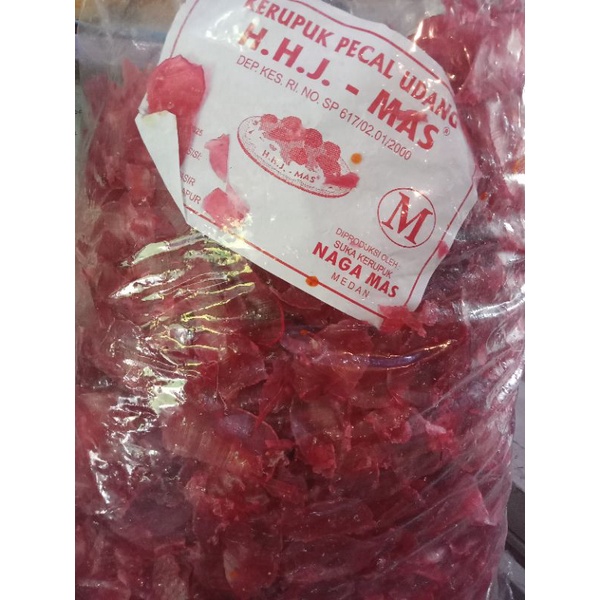 KERUPUK PECAL UDANG
H.H.J. - MAS®
DEP. KES. RI. NO. SP 617/02.01/2000
H.H.J. - MAS®
M
DIPRODUKSI OLEH:
SUKA KERUPUK
NAGA MAS
MEDAN